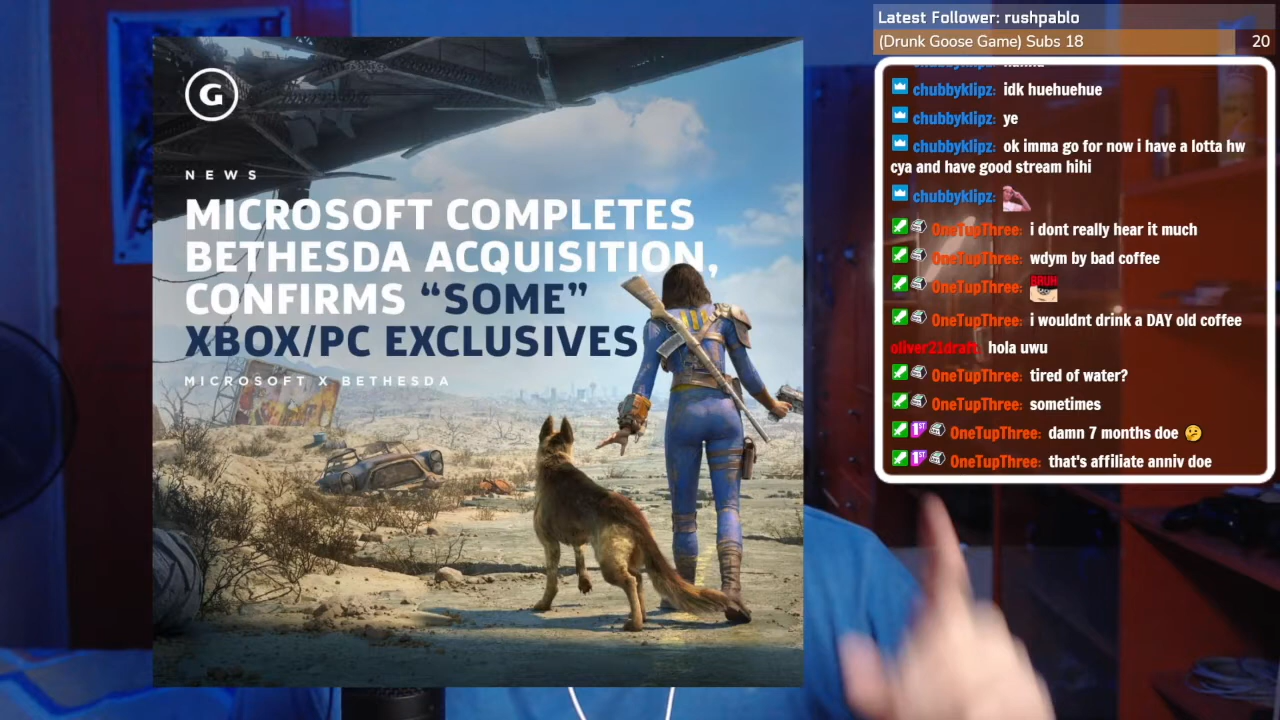 Latest Follower: rushpablo
(Drunk Goose Game) Subs 18 20
chubbyklipz: idk huehuehue
chubbyklipz: ye
chubbyklipz: ok imma go for now i have a lotta hw
cya and have good stream hihi
chubbyklipz:
OneTupThree: i dont really hear it much
OneTupThree: wdym by bad coffee
OneTupThree: BRUH
OneTupThree: i wouldnt drink a DAY old coffee
oliver21draft: hola uwu
OneTupThree: tired of water?
OneTupThree: sometimes
1ST OneTupThree: damn 7 months doe 🤔
1ST OneTupThree: that's affiliate anniv doe
G
NEWS
MICROSOFT COMPLETES
BETHESDA ACQUISITION,
CONFIRMS “SOME”
XBOX/PC EXCLUSIVES
MICROSOFT X BETHESDA